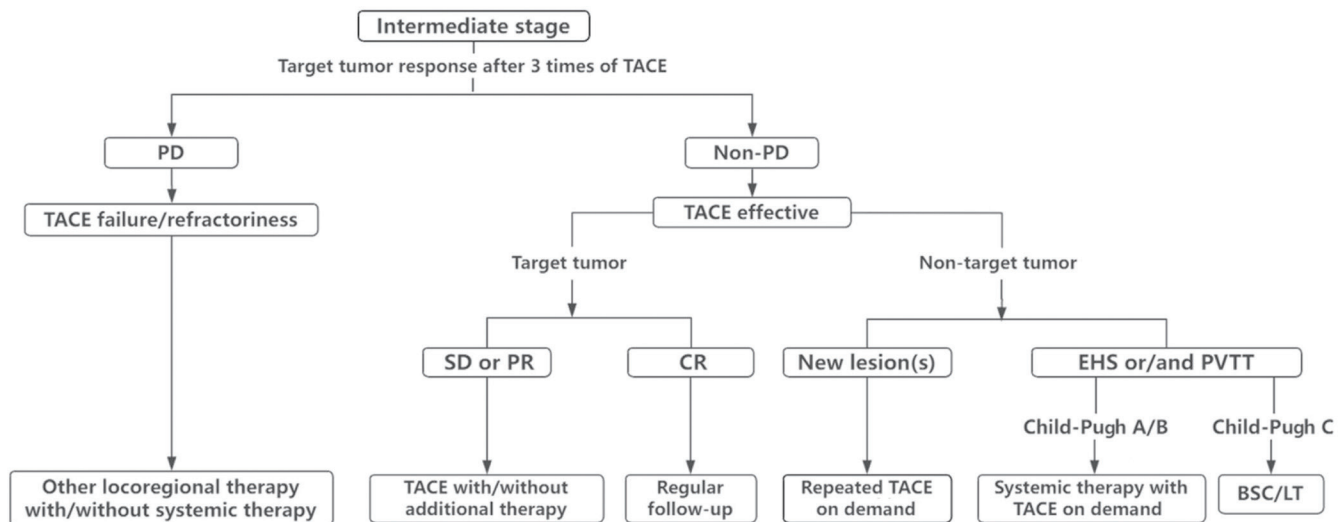 Intermediate stage
Target tumor response after 3 times of TACE
PD
Non-PD
TACE failure/refractoriness
TACE effective
Target tumor
Non-target tumor
SD or PR
CR
New lesion(s)
EHS or/and PVTT
Child-Pugh A/B
Child-Pugh C
Other locoregional therapy
with/without systemic therapy
TACE with/without
additional therapy
Regular
follow-up
Repeated TACE
on demand
Systemic therapy with
TACE on demand
BSC/LT